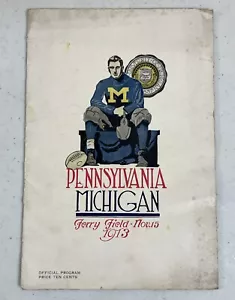 M
PENNSYLVANIA
MICHIGAN
Ferry Field - Nov 15
1913
OFFICIAL PROGRAM
PRICE TEN CENTS